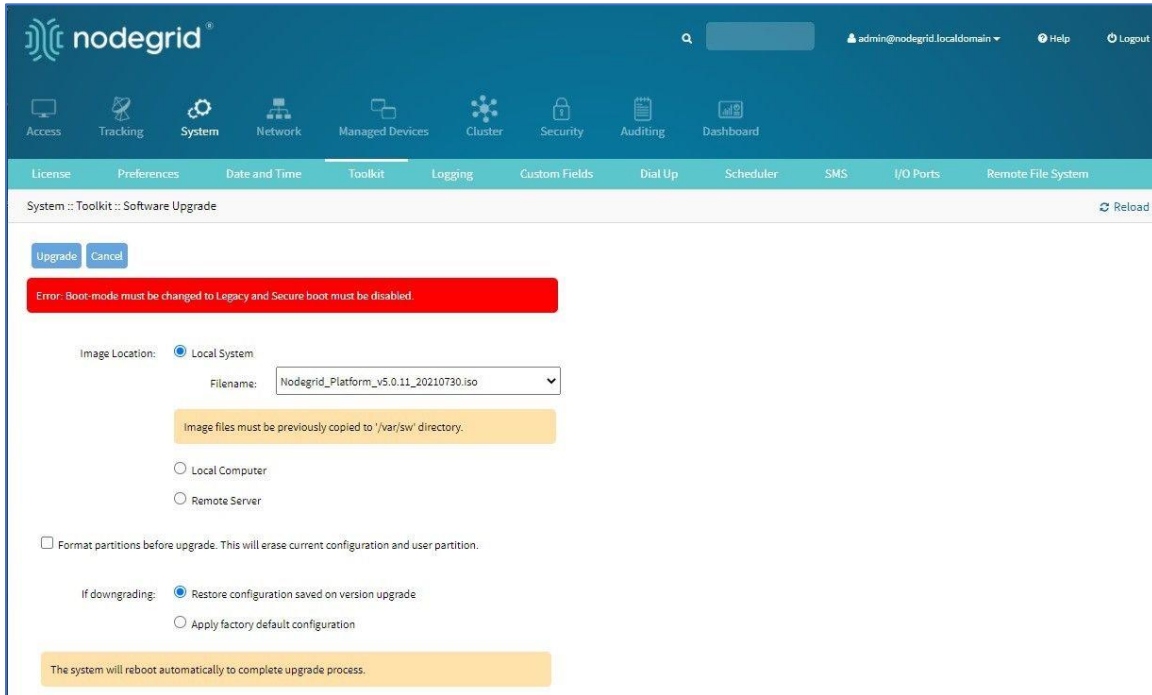 nodegrid®
admin@nodegrid.localdomain
Help
Logout
Access
Tracking
System
Network
Managed Devices
Cluster
Security
Auditing
Dashboard
License
Preferences
Date and Time
Toolkit
Logging
Custom Fields
Dial Up
Scheduler
SMS
I/O Ports
Remote File System
System :: Toolkit :: Software Upgrade
Reload
Upgrade
Cancel
Error: Boot-mode must be changed to Legacy and Secure boot must be disabled.
Image Location:
Local System
Filename:
Nodegrid_Platform_v5.0.11_20210730.iso
Image files must be previously copied to '/var/sw' directory.
Local Computer
Remote Server
Format partitions before upgrade. This will erase current configuration and user partition.
If downgrading:
Restore configuration saved on version upgrade
Apply factory default configuration
The system will reboot automatically to complete upgrade process.